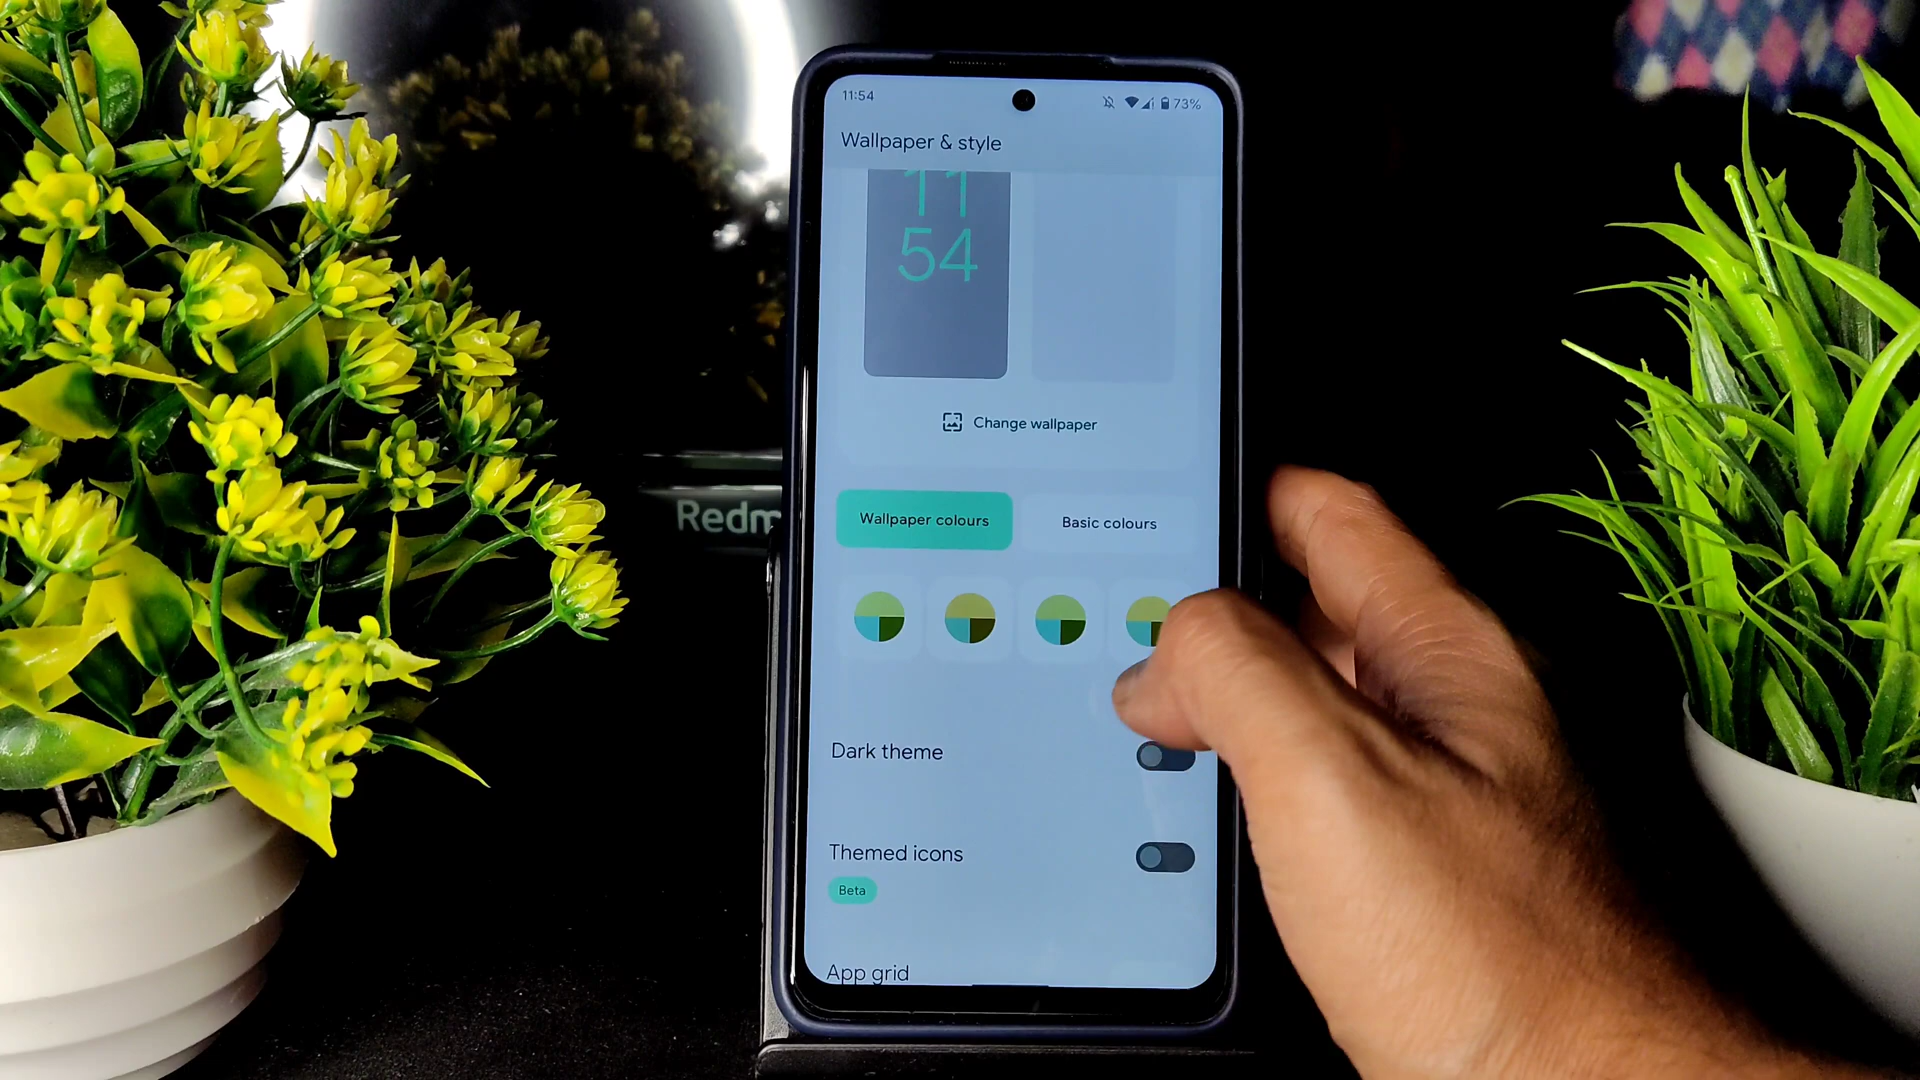 11:54
73%
Wallpaper & style
11
54
Change wallpaper
Redm
Wallpaper colours
Basic colours
Dark theme
Themed icons
Beta
App grid